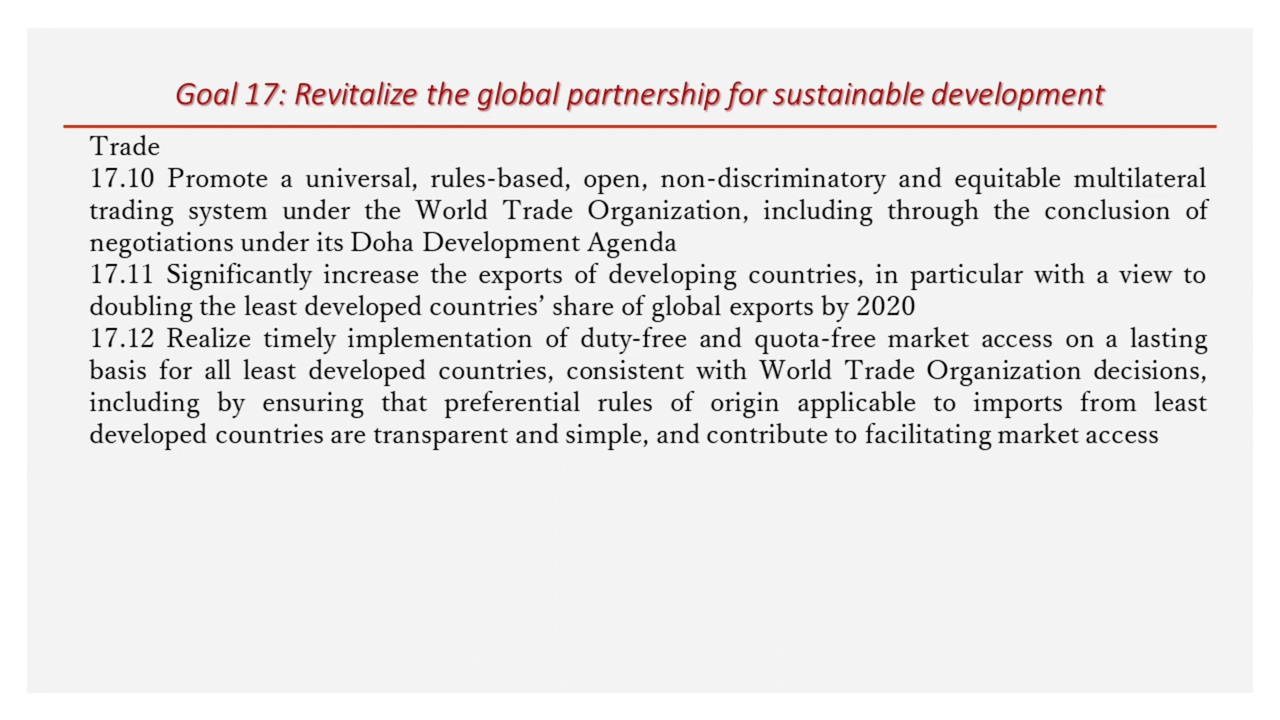 Goal 17: Revitalize the global partnership for sustainable development
Trade
17.10 Promote a universal, rules-based, open, non-discriminatory and equitable multilateral
trading system under the World Trade Organization, including through the conclusion of
negotiations under its Doha Development Agenda
17.11 Significantly increase the exports of developing countries, in particular with a view to
doubling the least developed countries’ share of global exports by 2020
17.12 Realize timely implementation of duty-free and quota-free market access on a lasting
basis for all least developed countries, consistent with World Trade Organization decisions,
including by ensuring that preferential rules of origin applicable to imports from least
developed countries are transparent and simple, and contribute to facilitating market access